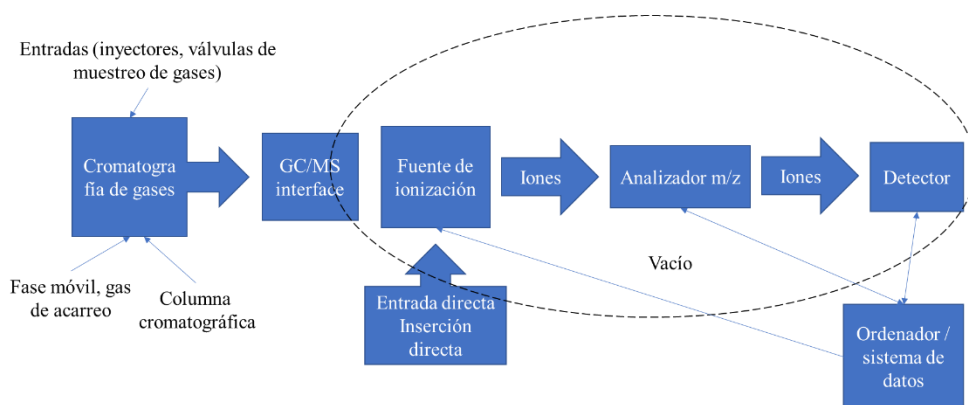 Entradas (inyectores, válvulas de
muestreo de gases)
Cromatogra
fía de gases
GC/MS
interface
Fuente de
ionización
Iones
Analizador m/z
Iones
Detector
Fase móvil, gas
de acarreo
Columna
cromatográfica
Entrada directa
Inserción
directa
Vacío
Ordenador /
sistema de
datos